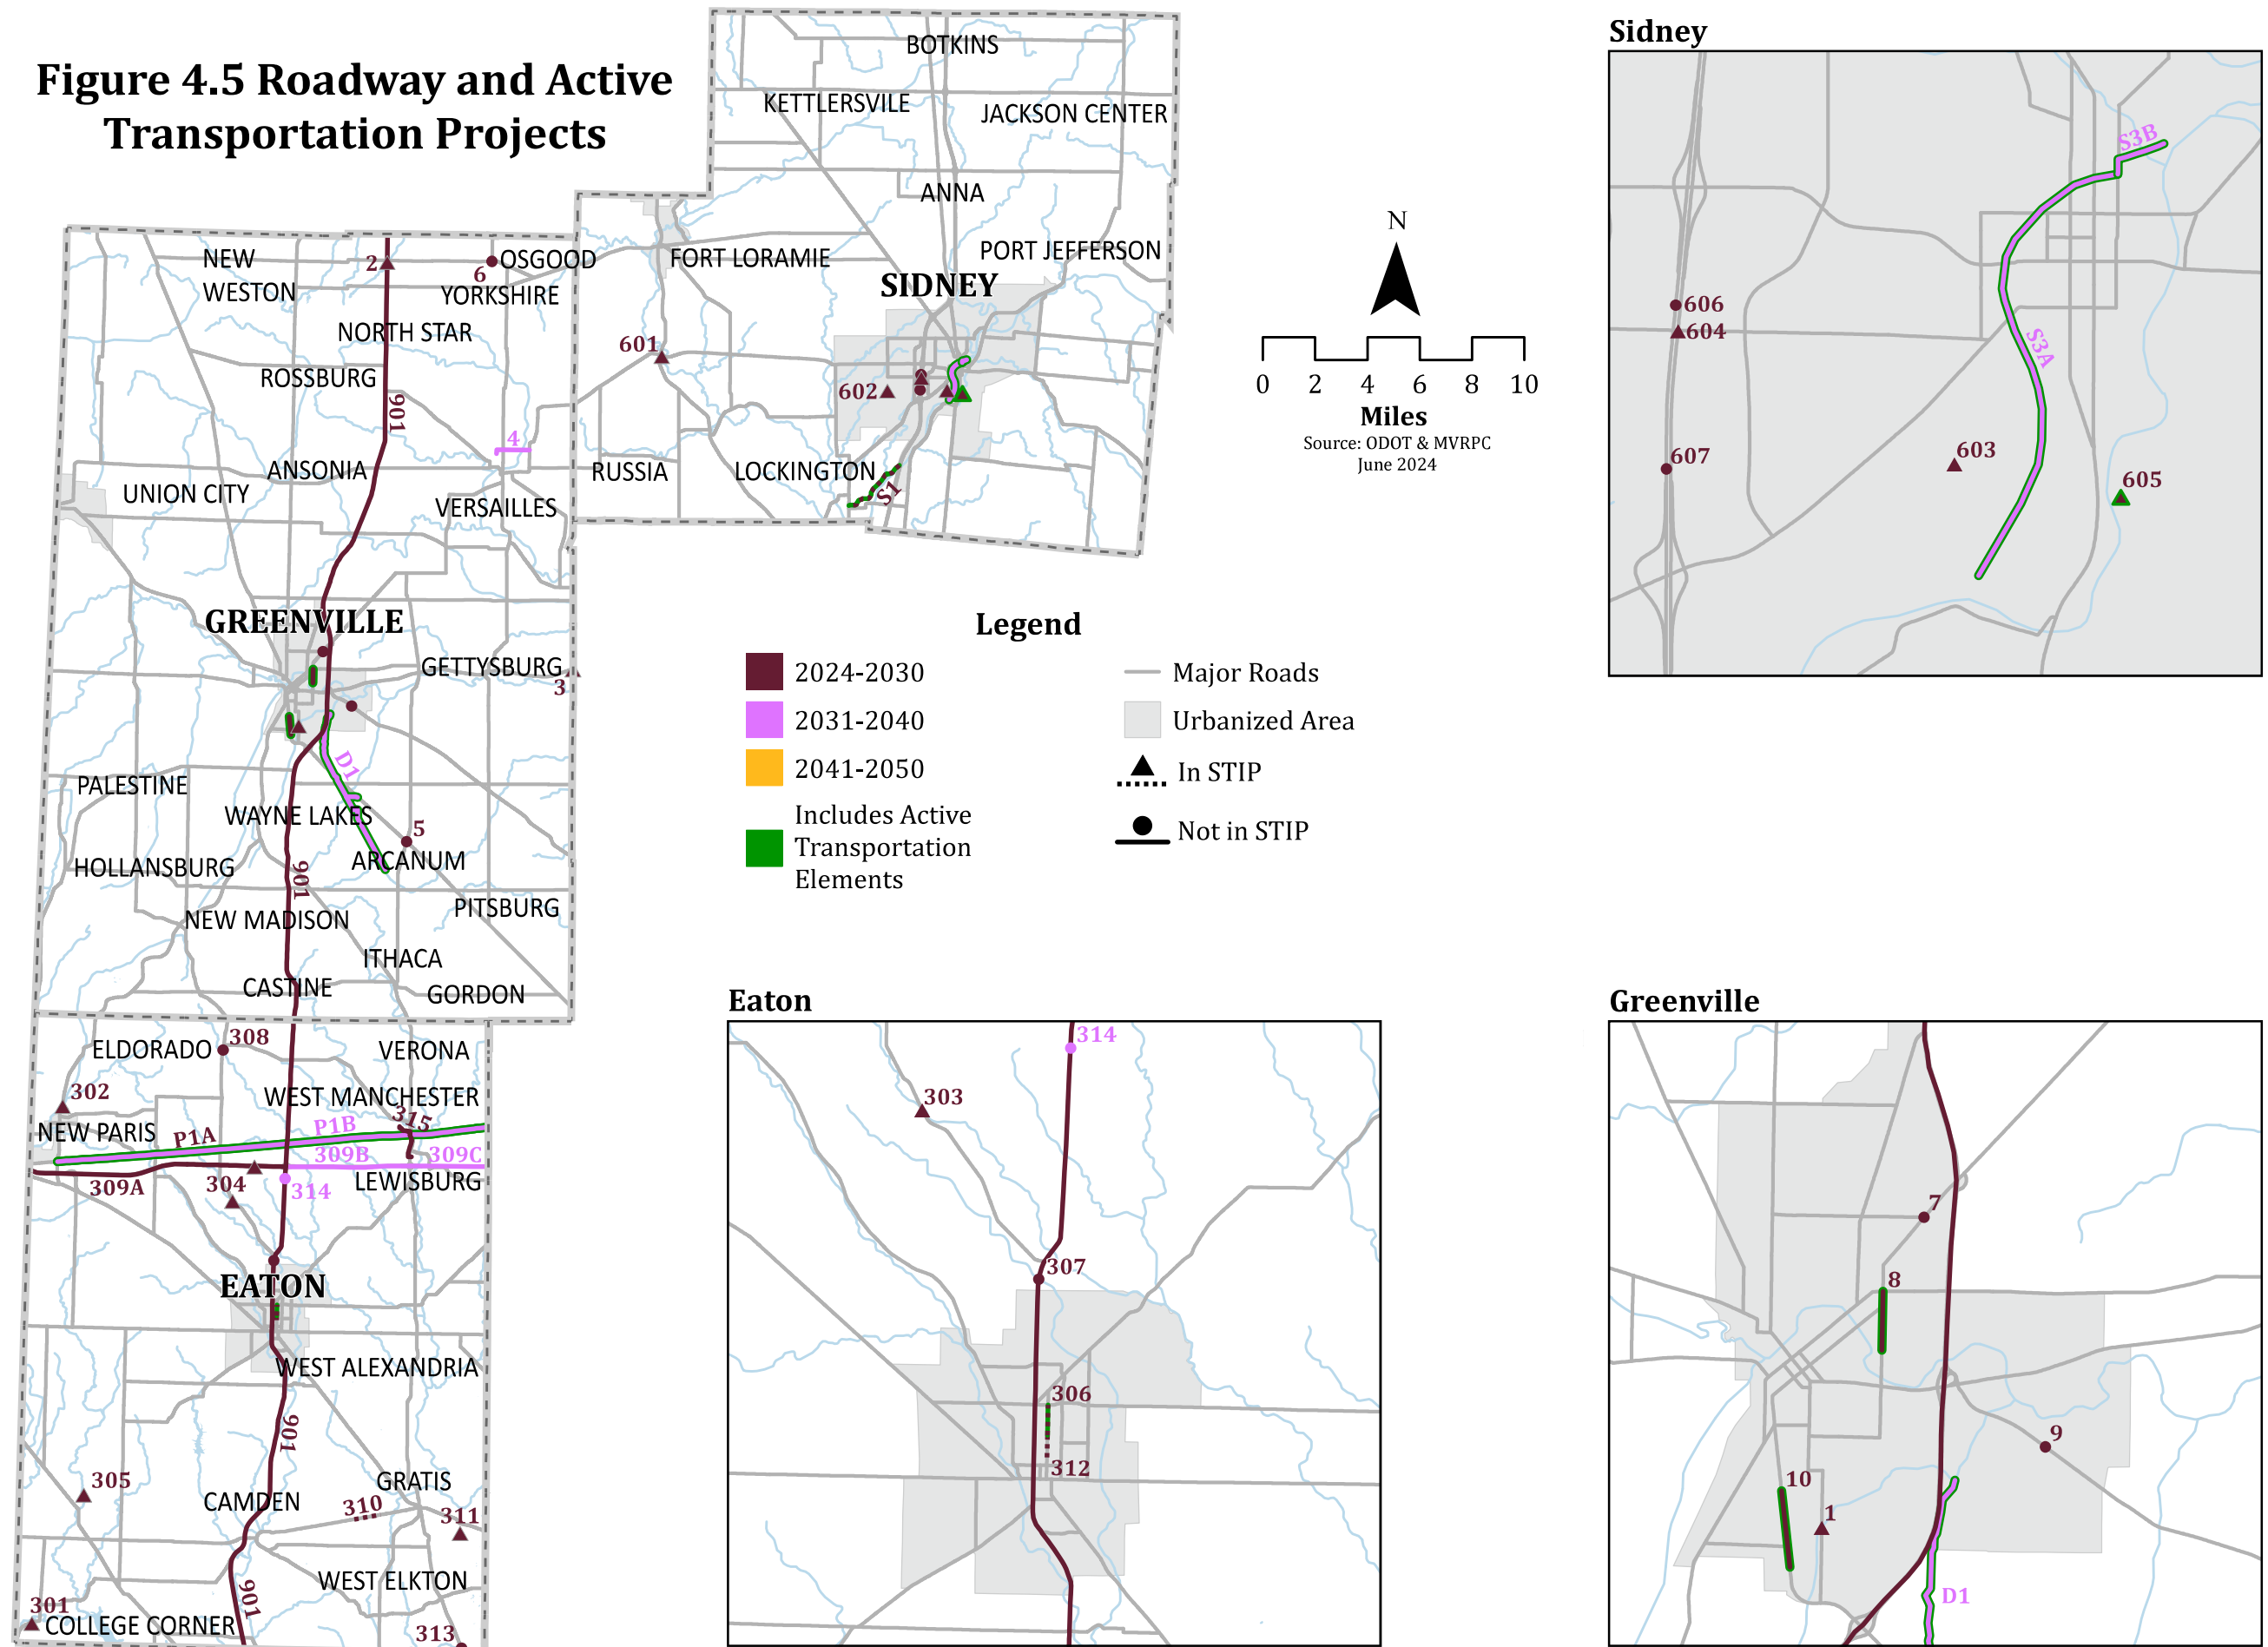 Figure 4.5 Roadway and Active
Transportation Projects
BOTKINS
KETTLERSVILE
JACKSON CENTER
ANNA
PORT JEFFERSON
FORT LORAMIE
SIDNEY
601
602
RUSSIA
LOCKINGTON
S1
NEW
WESTON
2
6
OSGOOD
YORKSHIRE
NORTH STAR
ROSSBURG
901
4
ANSONIA
UNION CITY
VERSAILLES
GREENVILLE
GETTYSBURG
3
D1
PALESTINE
WAYNE LAKES
5
ARCANUM
HOLLANSBURG
901
PITSBURG
NEW MADISON
ITHACA
CASTINE
GORDON
308
ELDORADO
VERONA
302
WEST MANCHESTER
315
NEW PARIS
P1A
P1B
309B
309C
309A
304
314
LEWISBURG
EATON
WEST ALEXANDRIA
901
305
GRATIS
CAMDEN
310
311
WEST ELKTON
901
301
COLLEGE CORNER
313
N
0 2 4 6 8 10
Miles
Source: ODOT & MVRPC
June 2024
Legend
2024-2030
2031-2040
2041-2050
Includes Active
Transportation
Elements
Major Roads
Urbanized Area
In STIP
Not in STIP
Sidney
S3B
606
604
S3A
607
603
605
Eaton
314
303
307
306
312
Greenville
7
8
9
10
1
D1